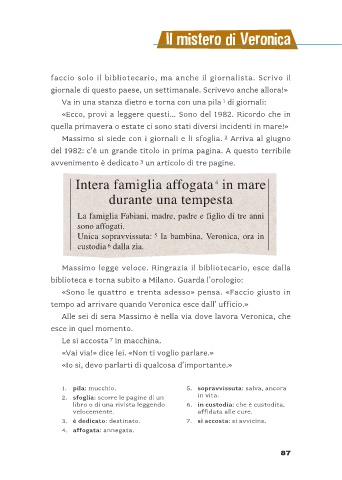 Il mistero di Veronica
faccio solo il bibliotecario, ma anche il giornalista. Scrivo il
giornale di questo paese, un settimanale. Scrivevo anche allora!»
Va in una stanza dietro e torna con una pila 1 di giornali:
«Ecco, provi a leggere questi... Sono del 1982. Ricordo che in
quella primavera o estate ci sono stati diversi incidenti in mare!»
Massimo si siede con i giornali e li sfoglia. 2 Arriva al giugno
del 1982: c'è un grande titolo in prima pagina. A questo terribile
avvenimento è dedicato 3 un articolo di tre pagine.
Intera famiglia affogata 4 in mare
durante una tempesta
La famiglia Fabiani, madre, padre e figlio di tre anni
sono affogati.
Unica sopravvissuta: 5 la bambina, Veronica, ora in
custodia 6 dalla zia.
Massimo legge veloce. Ringrazia il bibliotecario, esce dalla
biblioteca e torna subito a Milano. Guarda l'orologio:
«Sono le quattro e trenta adesso» pensa. «Faccio giusto in
tempo ad arrivare quando Veronica esce dall' ufficio.»
Alle sei di sera Massimo è nella via dove lavora Veronica, che
esce in quel momento.
Le si accosta 7 in macchina.
«Vai via!» dice lei. «Non ti voglio parlare.»
«Io sì, devo parlarti di qualcosa d'importante.»
1. pila: mucchio.
2. sfoglia: scorre le pagine di un
libro o di una rivista leggendo
velocemente.
3. è dedicato: destinato.
4. affogata: annegata.
5. sopravvissuta: salva, ancora
in vita.
6. in custodia: che è custodita,
affidata alle cure.
7. si accosta: si avvicina.
87